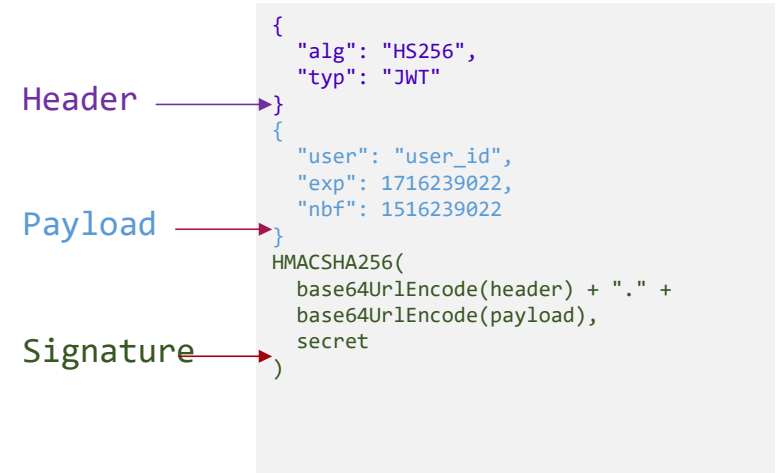 {
"alg": "HS256",
"typ": "JWT"
Header
}
{
"user": "user_id",
"exp": 1716239022,
"nbf": 1516239022
Payload
}
HMACSHA256(
base64UrlEncode(header) + "." +
base64UrlEncode(payload),
secret
Signature
)